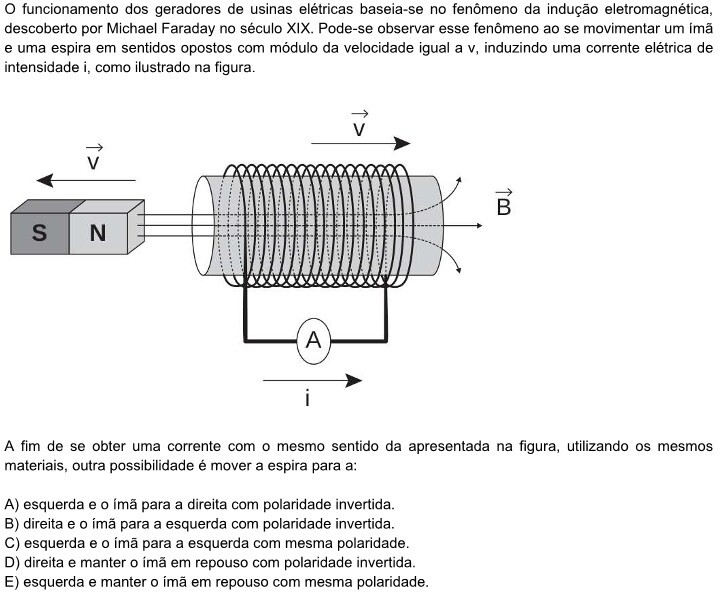 O funcionamento dos geradores de usinas elétricas baseia-se no fenômeno da indução eletromagnética,
descoberto por Michael Faraday no século XIX. Pode-se observar esse fenômeno ao se movimentar um ímã
e uma espira em sentidos opostos com módulo da velocidade igual a v, induzindo uma corrente elétrica de
intensidade i, como ilustrado na figura.
v
v
B
S N
A
i
A fim de se obter uma corrente com o mesmo sentido da apresentada na figura, utilizando os mesmos
materiais, outra possibilidade é mover a espira para a:
A) esquerda e o ímã para a direita com polaridade invertida.
B) direita e o ímã para a esquerda com polaridade invertida.
C) esquerda e o ímã para a esquerda com mesma polaridade.
D) direita e manter o ímã em repouso com polaridade invertida.
E) esquerda e manter o ímã em repouso com mesma polaridade.